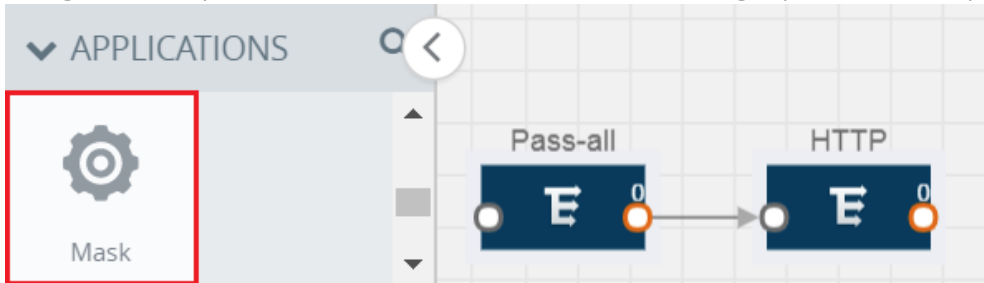 APPLICATIONS
Pass-all
HTTP
0
0
Mask